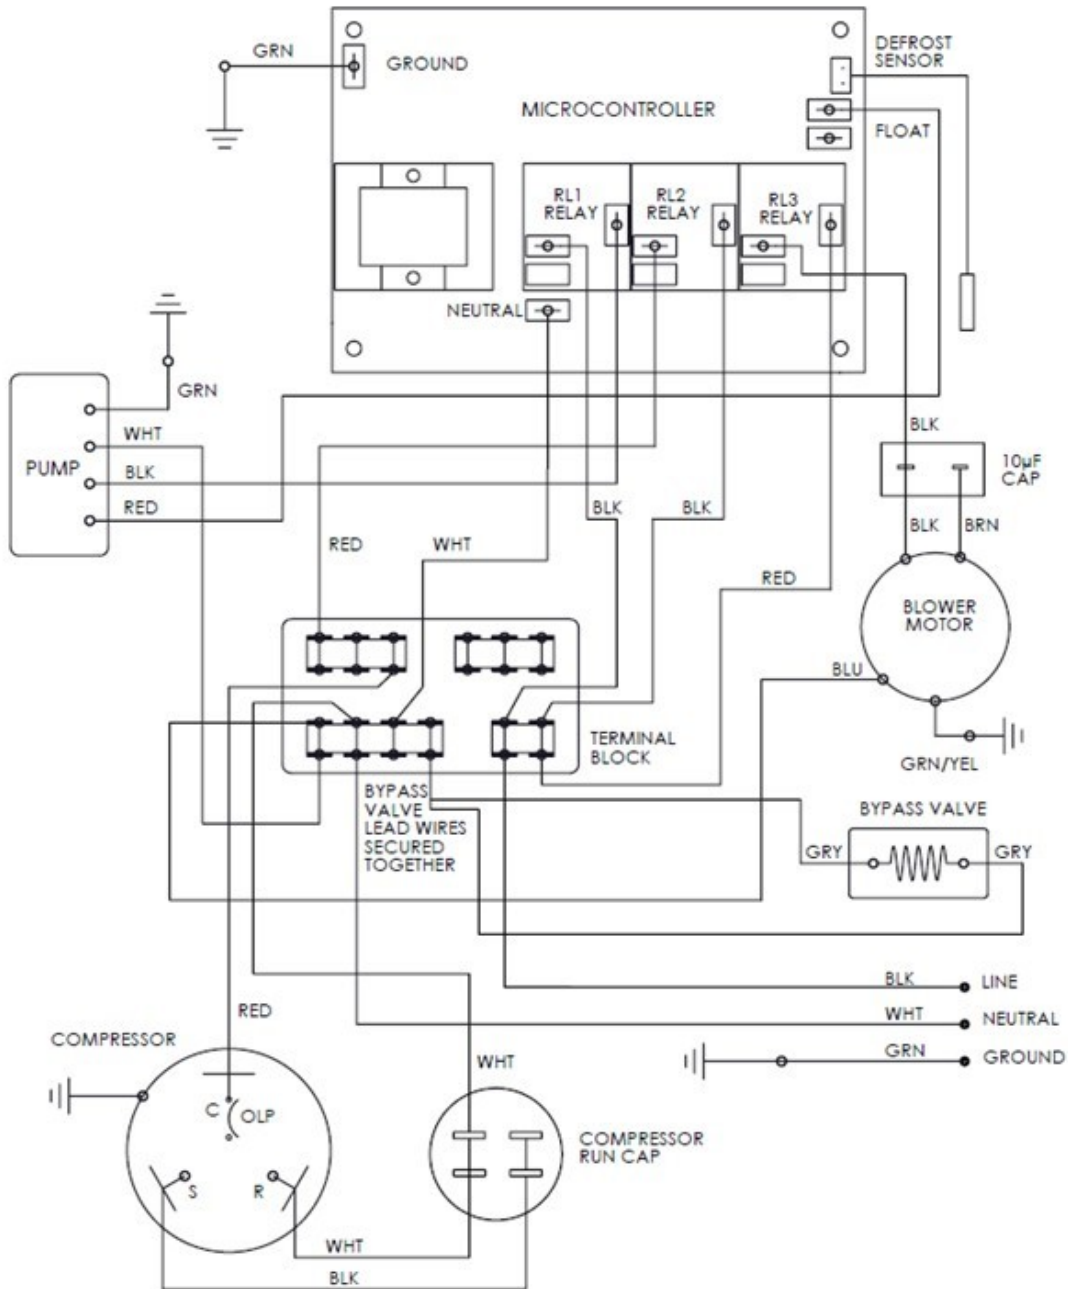 GRN
GROUND
DEFROST
SENSOR
MICROCONTROLLER
FLOAT
RL1
RELAY
RL2
RELAY
RL3
RELAY
NEUTRAL
GRN
WHT
PUMP
BLK
RED
BLK
10µF
CAP
BLK
BLK
BLK
BRN
RED
WHT
RED
BLOWER
MOTOR
BLU
TERMINAL
BLOCK
GRN/YEL
BYPASS
VALVE
LEAD WIRES
SECURED
TOGETHER
BYPASS VALVE
GRY
GRY
BLK
LINE
RED
WHT
NEUTRAL
COMPRESSOR
WHT
GRN
GROUND
C
OLP
COMPRESSOR
RUN CAP
S
R
WHT
BLK